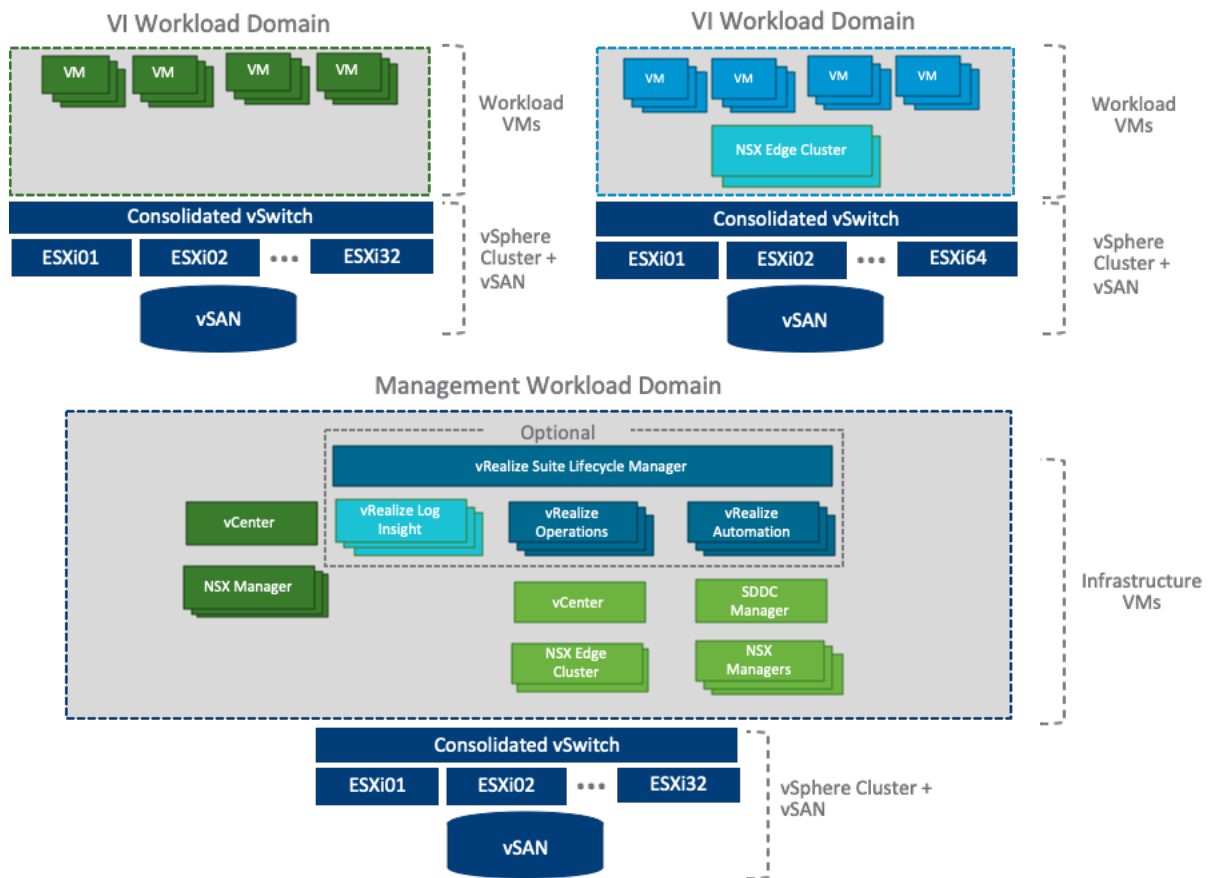 VI Workload Domain
VM
VM
VM
VM
Workload
VMs
Consolidated vSwitch
ESXi01
ESXi02
ESXi32
vSphere
Cluster +
vSAN
vSAN
VI Workload Domain
VM
VM
VM
VM
NSX Edge Cluster
Workload
VMs
Consolidated vSwitch
ESXi01
ESXi02
ESXi64
vSphere
Cluster +
vSAN
vSAN
Management Workload Domain
Optional
vRealize Suite Lifecycle Manager
vCenter
vRealize Log
Insight
vRealize
Operations
vRealize
Automation
NSX Manager
vCenter
SDDC
Manager
NSX Edge
Cluster
NSX
Managers
Infrastructure
VMs
Consolidated vSwitch
ESXi01
ESXi02
ESXi32
vSphere Cluster +
vSAN
vSAN